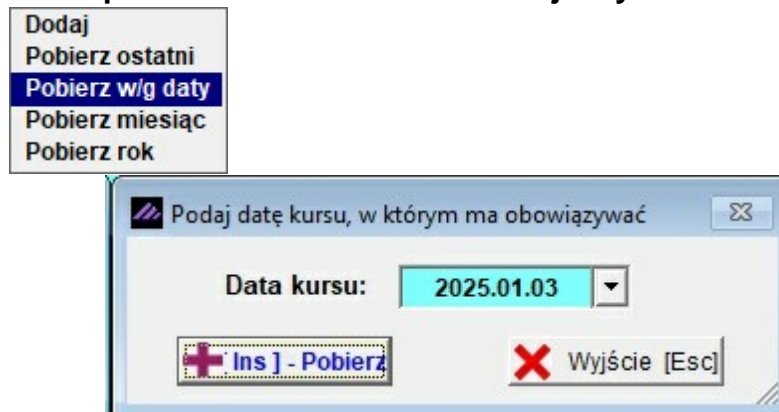 Dodaj
Pobierz ostatni
Pobierz w/g daty
Pobierz miesiąc
Pobierz rok
Podaj datę kursu, w którym ma obowiązywać
Data kursu: 2025.01.03
Ins ] - Pobierz
Wyjście [Esc]